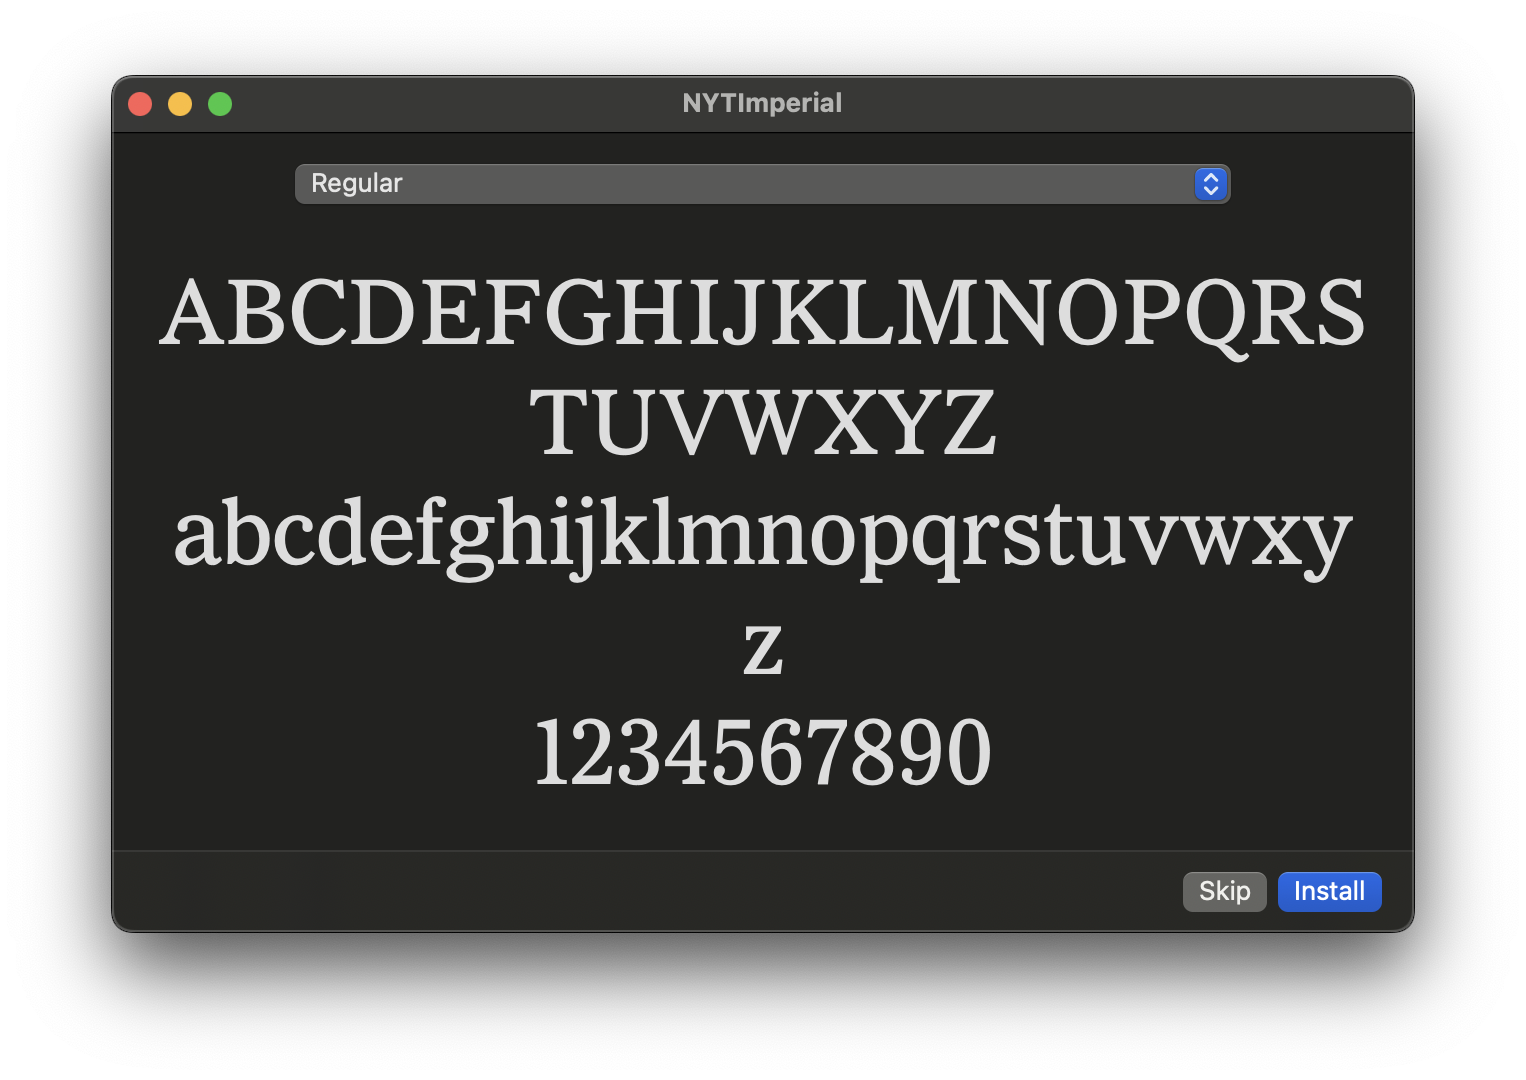 NYTImperial
Regular
ABCDEFGHIJKLMNOPQRS
TUVWXYZ
abcdefghijklmnopqrstuvwxy
z
1234567890
Skip
Install